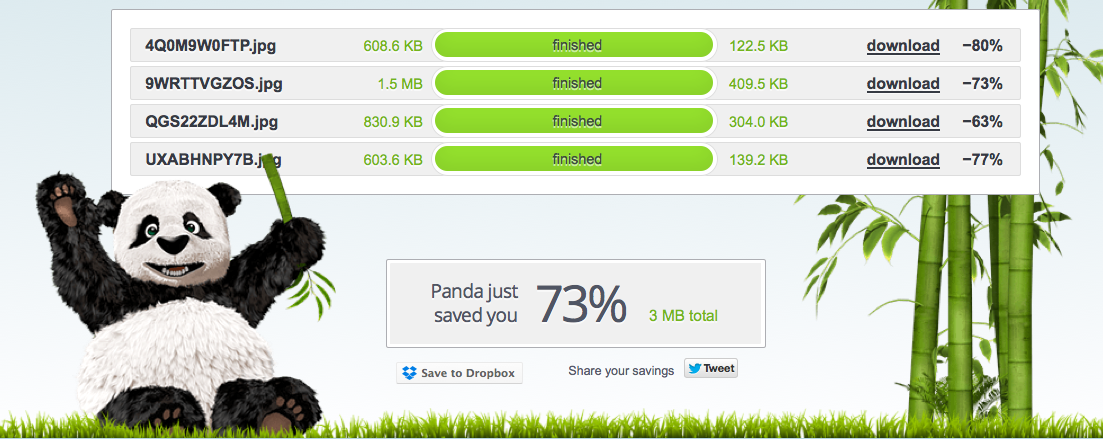 4Q0M9W0FTP.jpg 608.6 KB finished 122.5 KB download −80%
9WRTTVGZOS.jpg 1.5 MB finished 409.5 KB download −73%
QGS22ZDL4M.jpg 830.9 KB finished 304.0 KB download −63%
UXABHNPY7B.jpg 603.6 KB finished 139.2 KB download −77%
Panda just
saved you 73% 3 MB total
Save to Dropbox Share your savings Tweet